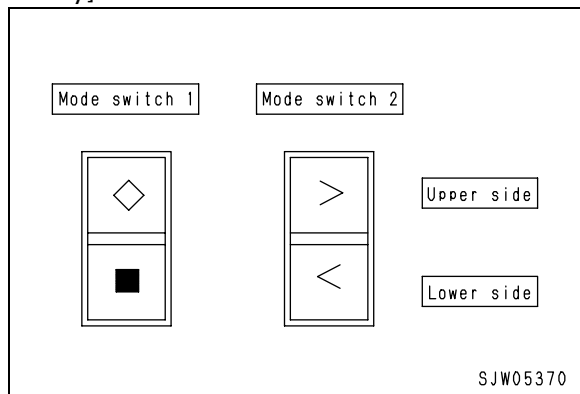 Mode switch 1
Mode switch 2
>
Upper side
<
Lower side
SJW05370